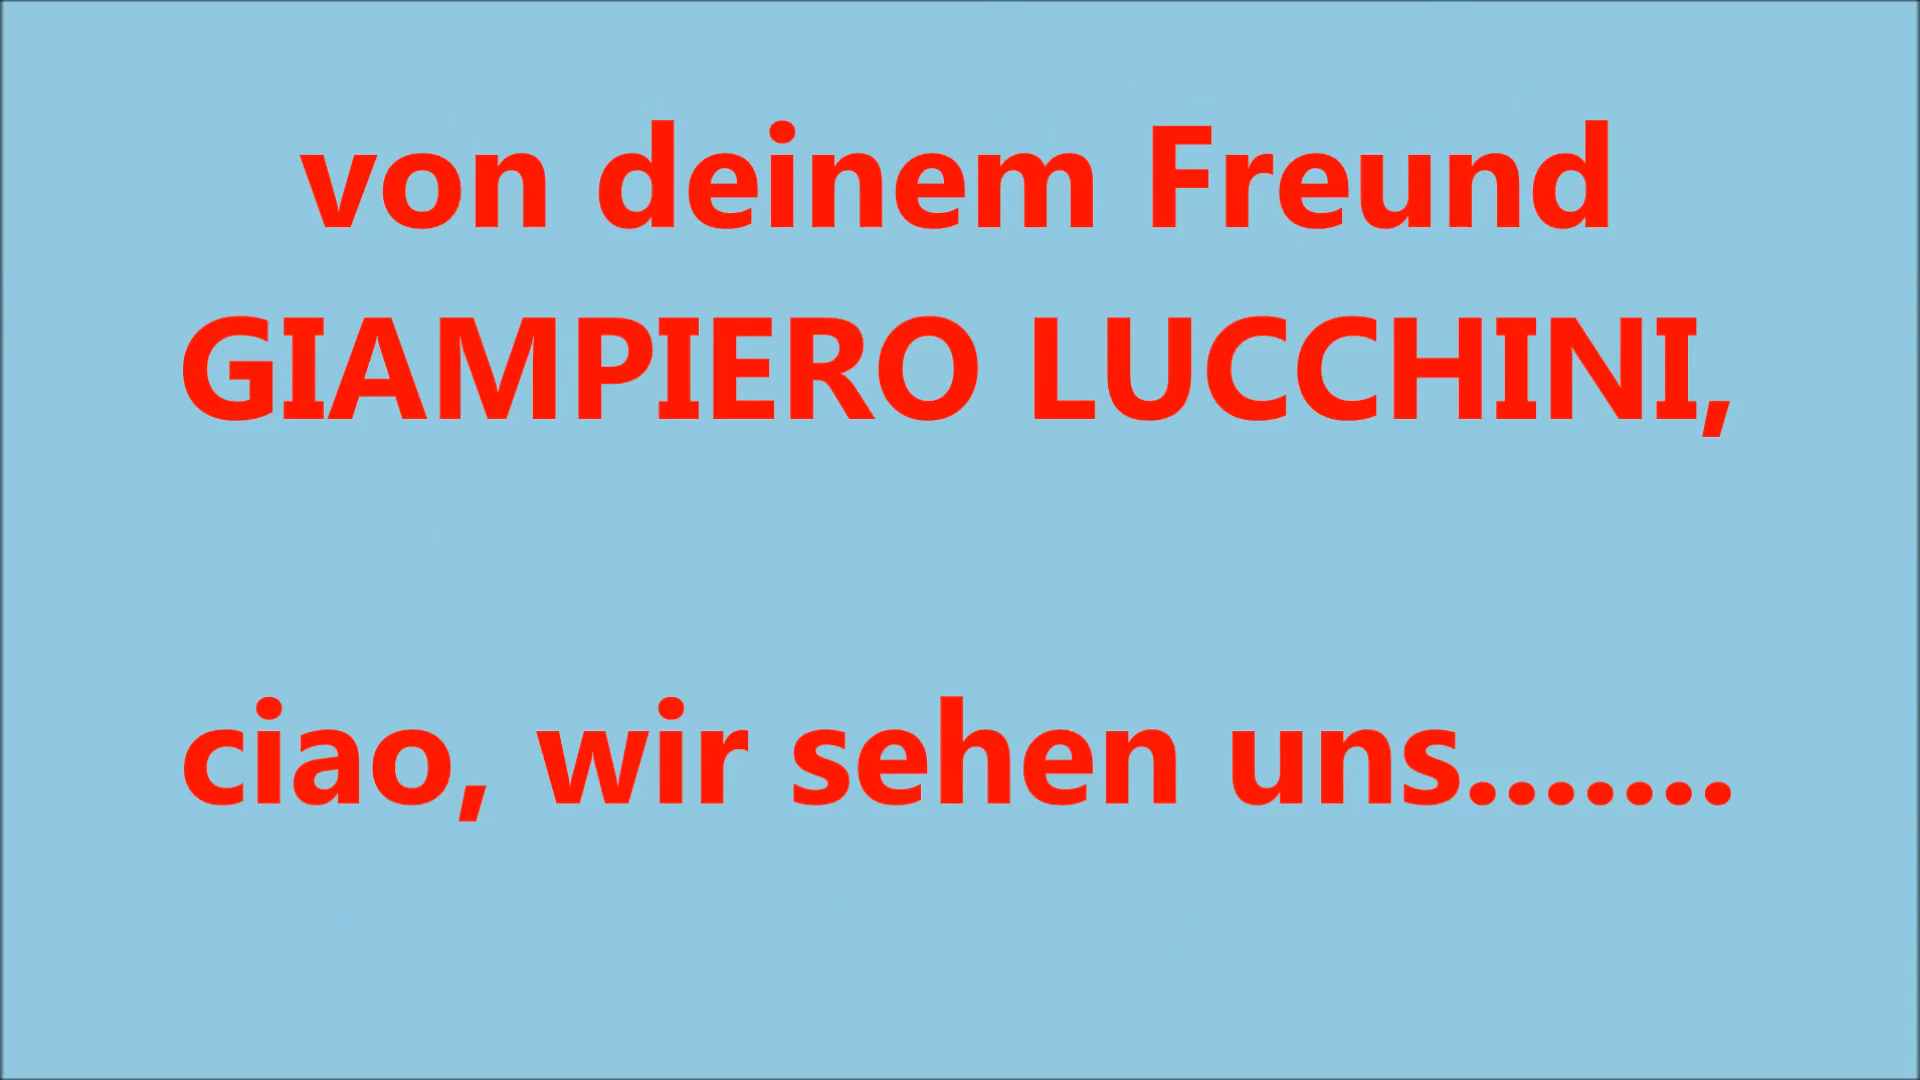 von deinem Freund
GIAMPIERO LUCCHINI,
ciao, wir sehen uns.......